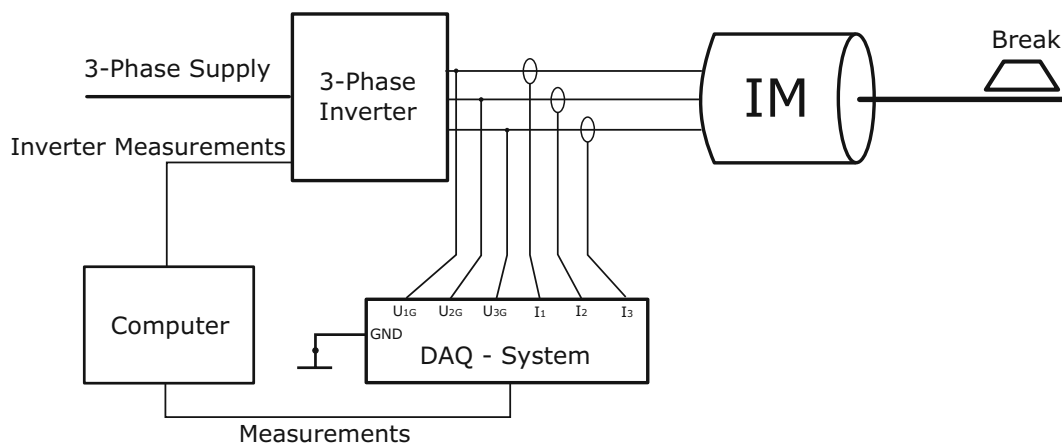 Break
3-Phase Supply
3-Phase
Inverter
IM
Inverter Measurements
Computer
U1G U2G U3G I1 I2 I3
GND
DAQ - System
Measurements